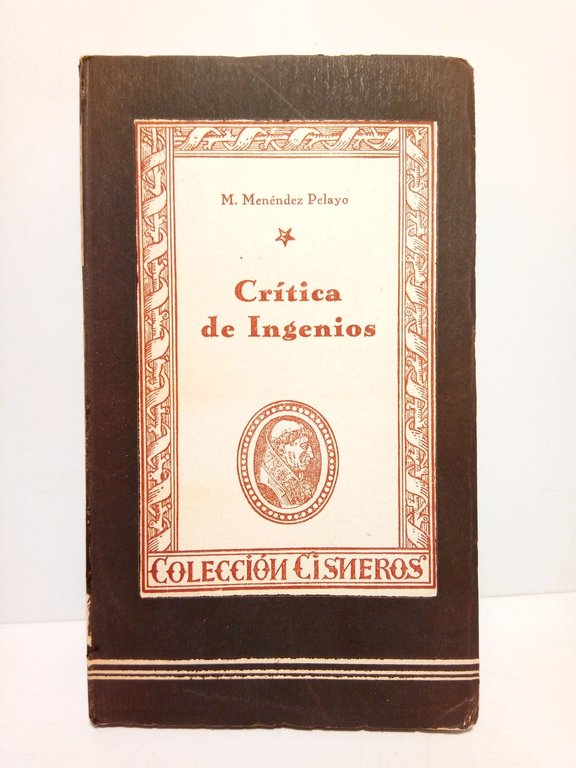 M. Menéndez Pelayo
Crítica
de Ingenios
COLECCIÓN CISNEROS